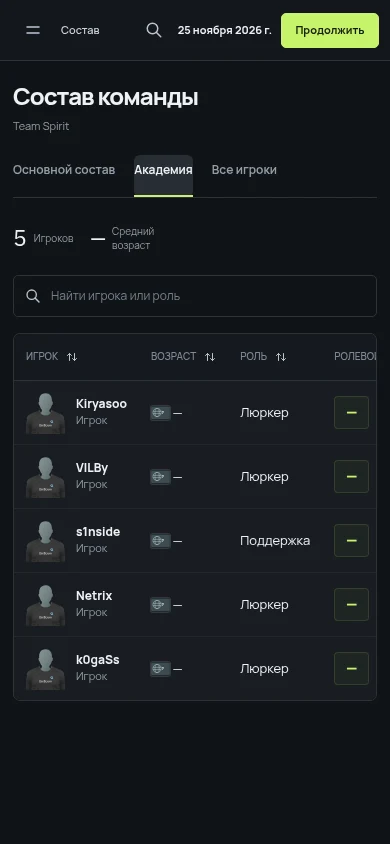 Состав
25 ноября 2026 г.
Продолжить
Состав команды
Team Spirit
Основной состав
Академия
Все игроки
5 Игроков
— Средний
возраст
Найти игрока или роль
ИГРОК ВОЗРАСТ РОЛЬ
Kiryasoo
Игрок
— Люркер —
VILBy
Игрок
— Люркер —
s1nside
Игрок
— Поддержка —
Netrix
Игрок
— Люркер —
k0gaSs
Игрок
— Люркер —